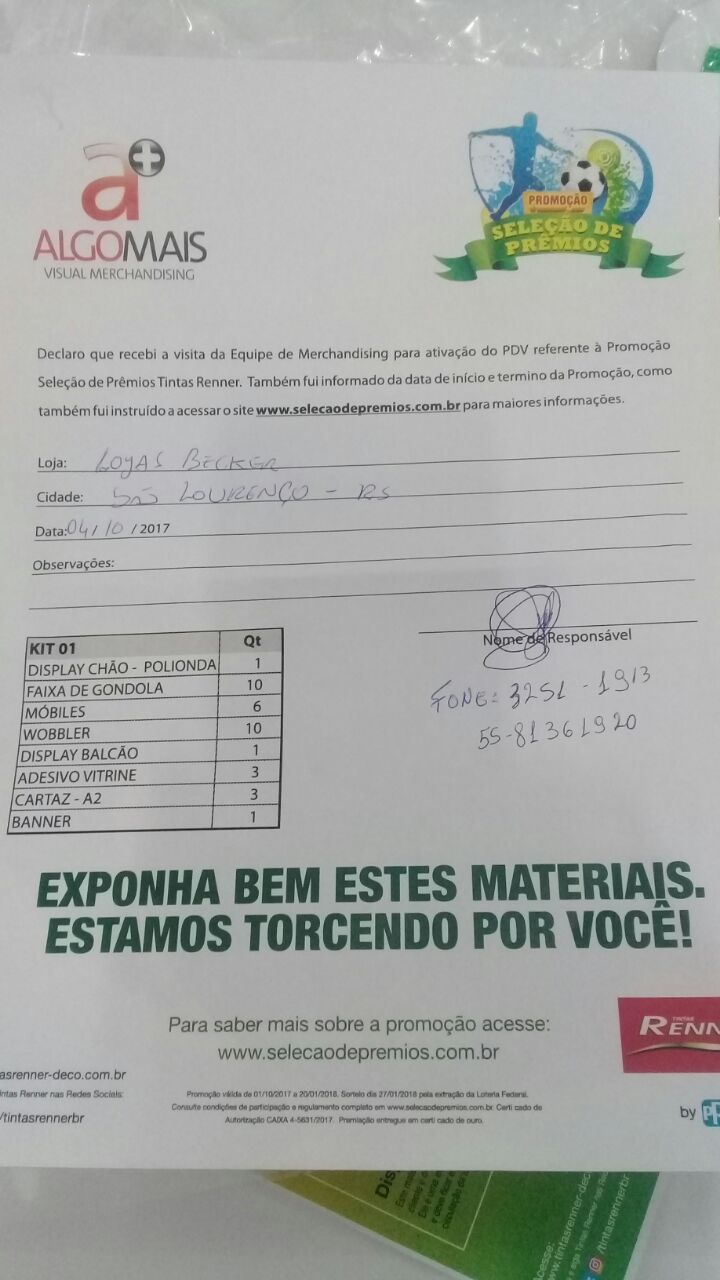 a+
ALGOMAIS
VISUAL MERCHANDISING
PROMOÇÃO
SELEÇÃO DE
PRÊMIOS
Declaro que recebi a visita da Equipe de Merchandising para ativação do PDV referente à Promoção
Seleção de Prêmios Tintas Renner. Também fui informado da data de início e termino da Promoção, como
também fui instruído a acessar o site www.selecaodepremios.com.br para maiores informações.
Loja: LOJAS BECKER
Cidade: SÃO LOURENÇO - RS
Data: 04/10/2017
Observações:
Nome de Responsável
FONE: 3251-1913
55-81361920
KIT 01 Qt
DISPLAY CHÃO - POLIONDA 1
FAIXA DE GONDOLA 10
MÓBILES 6
WOBBLER 10
DISPLAY BALCÃO 1
ADESIVO VITRINE 3
CARTAZ - A2 3
BANNER 1
EXPONHA BEM ESTES MATERIAIS.
ESTAMOS TORCENDO POR VOCÊ!
Para saber mais sobre a promoção acesse:
www.selecaodepremios.com.br
TINTAS
RENN
asrenner-deco.com.br
intas Renner nas Redes Sociais:
/tintasrennerbr
Promoção válida de 01/10/2017 a 20/01/2018. Sorteio dia 27/01/2018 pela extração da Loteria Federal.
Consulte condições de participação e regulamento completo em www.selecaodepremios.com.br. Certi cado de
Autorização CAIXA 4-5631/2017. Premiação entregue em certi cado de ouro.
by PP
www.tintasrenner-deco.
/tintasrennerbr